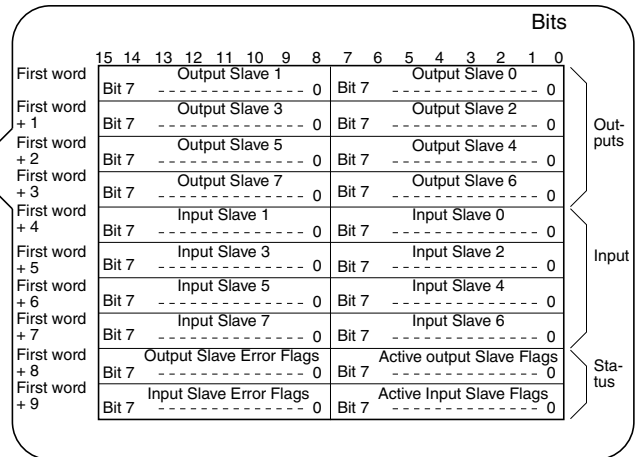 Bits
15 14 13 12 11 10 9 8 7 6 5 4 3 2 1 0
First word Output Slave 1 Output Slave 0
Bit 7 0 Bit 7 0
First word Output Slave 3 Output Slave 2
+ 1 Bit 7 0 Bit 7 0
First word Output Slave 5 Output Slave 4
+ 2 Bit 7 0 Bit 7 0
First word Output Slave 7 Output Slave 6
+ 3 Bit 7 0 Bit 7 0
Out-
puts
First word Input Slave 1 Input Slave 0
+ 4 Bit 7 0 Bit 7 0
First word Input Slave 3 Input Slave 2
+ 5 Bit 7 0 Bit 7 0
First word Input Slave 5 Input Slave 4
+ 6 Bit 7 0 Bit 7 0
First word Input Slave 7 Input Slave 6
+ 7 Bit 7 0 Bit 7 0
Input
First word Output Slave Error Flags Active output Slave Flags
+ 8 Bit 7 0 Bit 7 0
First word Input Slave Error Flags Active Input Slave Flags
+ 9 Bit 7 0 Bit 7 0
Sta-
tus